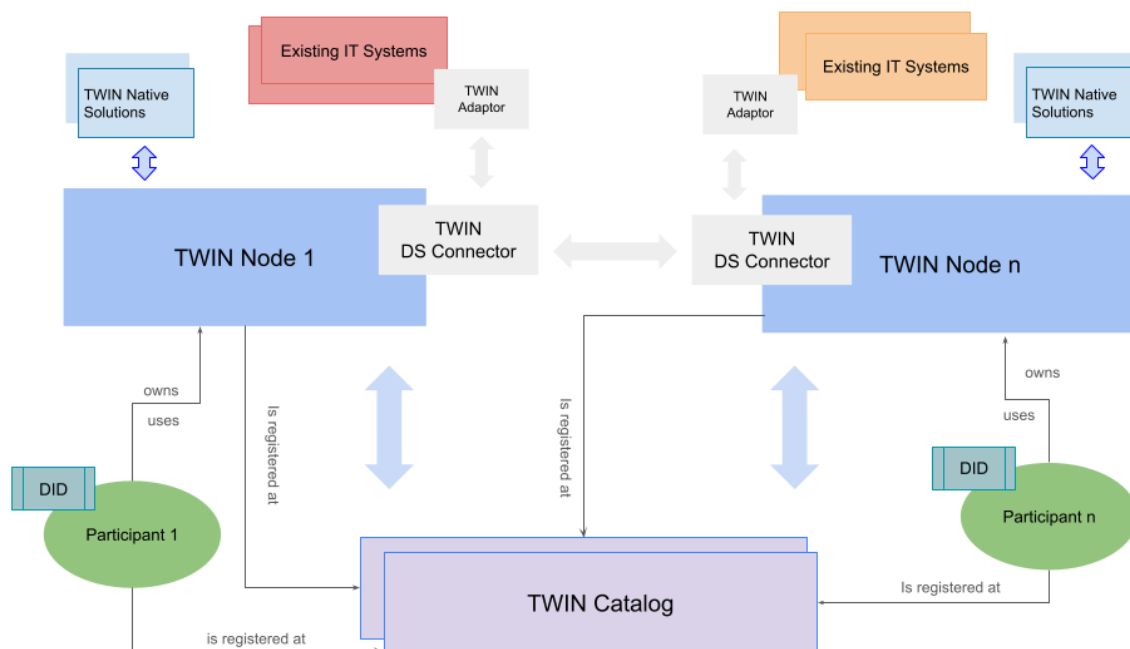 Existing IT Systems
Existing IT Systems
TWIN Native
Solutions
TWIN
Adaptor
TWIN
Adaptor
TWIN Native
Solutions
TWIN Node 1
TWIN
DS Connector
TWIN
DS Connector
TWIN Node n
owns
uses
Is registered at
Is registered at
owns
uses
DID
Participant 1
DID
Participant n
TWIN Catalog
Is registered at
is registered at